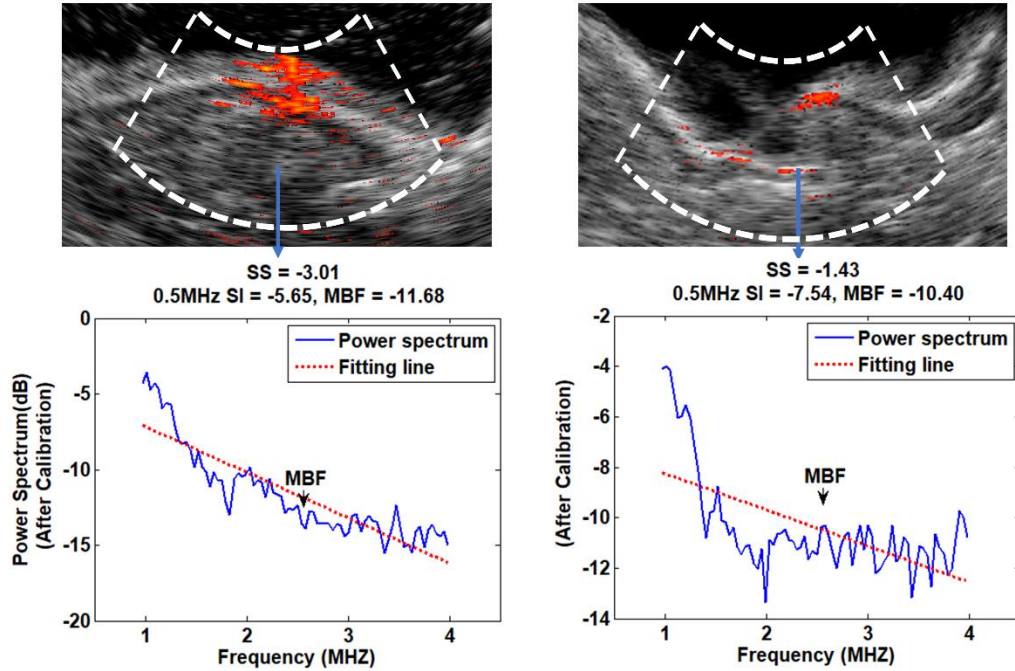 SS = -3.01
0.5MHz SI = -5.65, MBF = -11.68
0
-5
-10
-15
-20
Power Spectrum(dB)
(After Calibration)
Power spectrum
Fitting line
MBF
1
2
3
4
Frequency (MHZ)
SS = -1.43
0.5MHz SI = -7.54, MBF = -10.40
-2
-4
-6
-8
-10
-12
-14
(After Calibration)
Power spectrum
Fitting line
MBF
1
2
3
4
Frequency (MHZ)